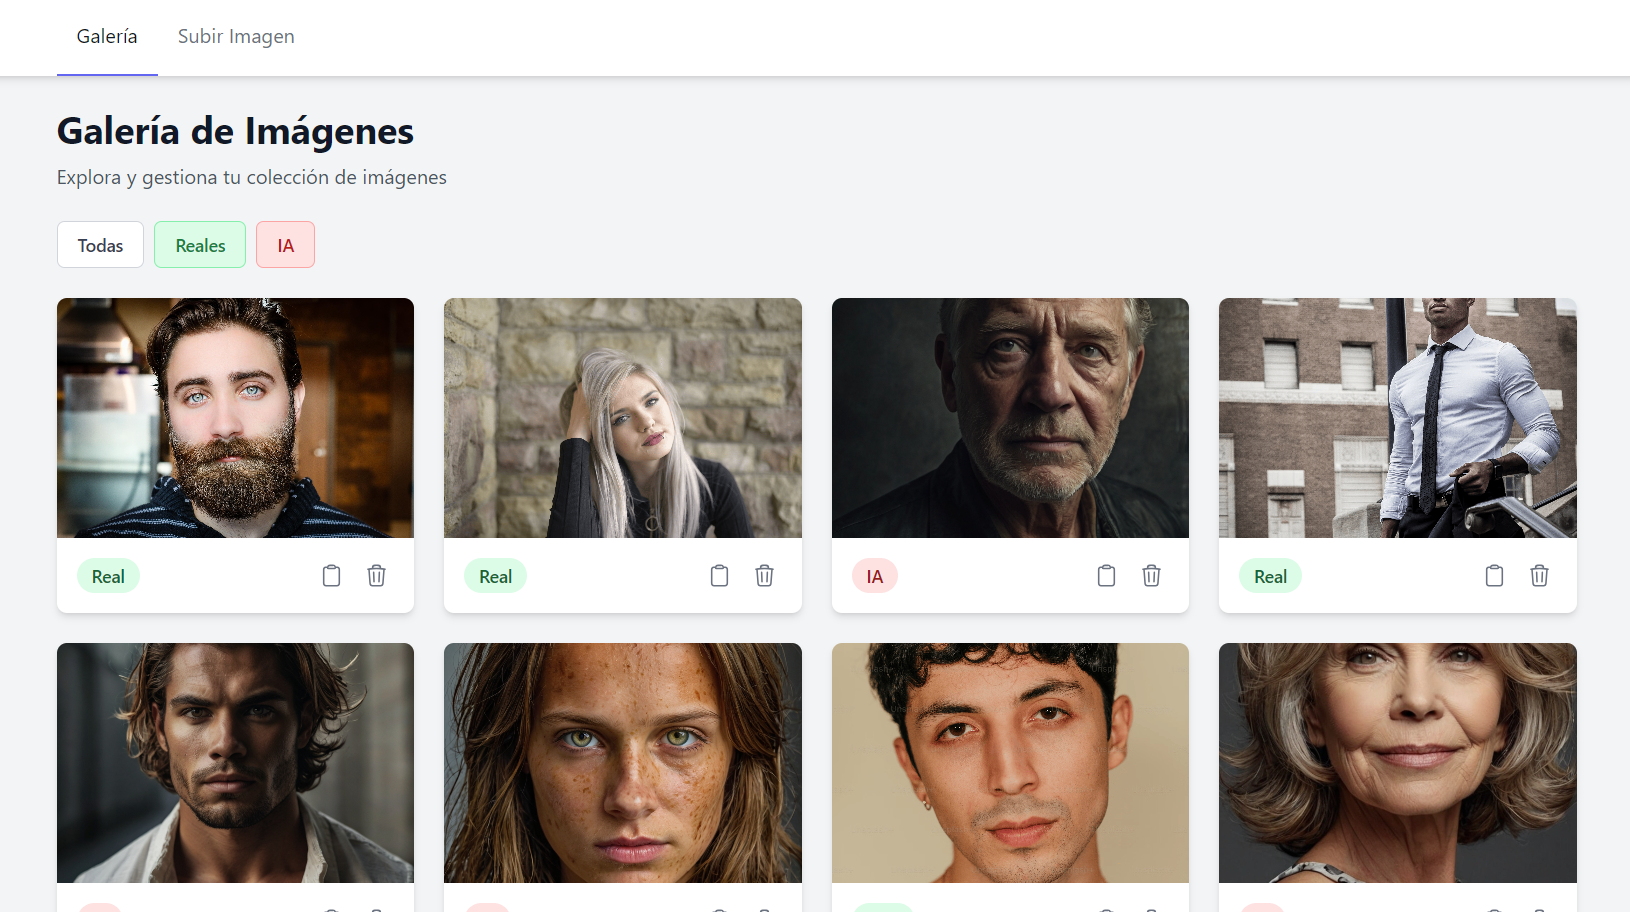 Galería Subir Imagen
Galería de Imágenes
Explora y gestiona tu colección de imágenes
Todas Reales IA
Real Real IA Real